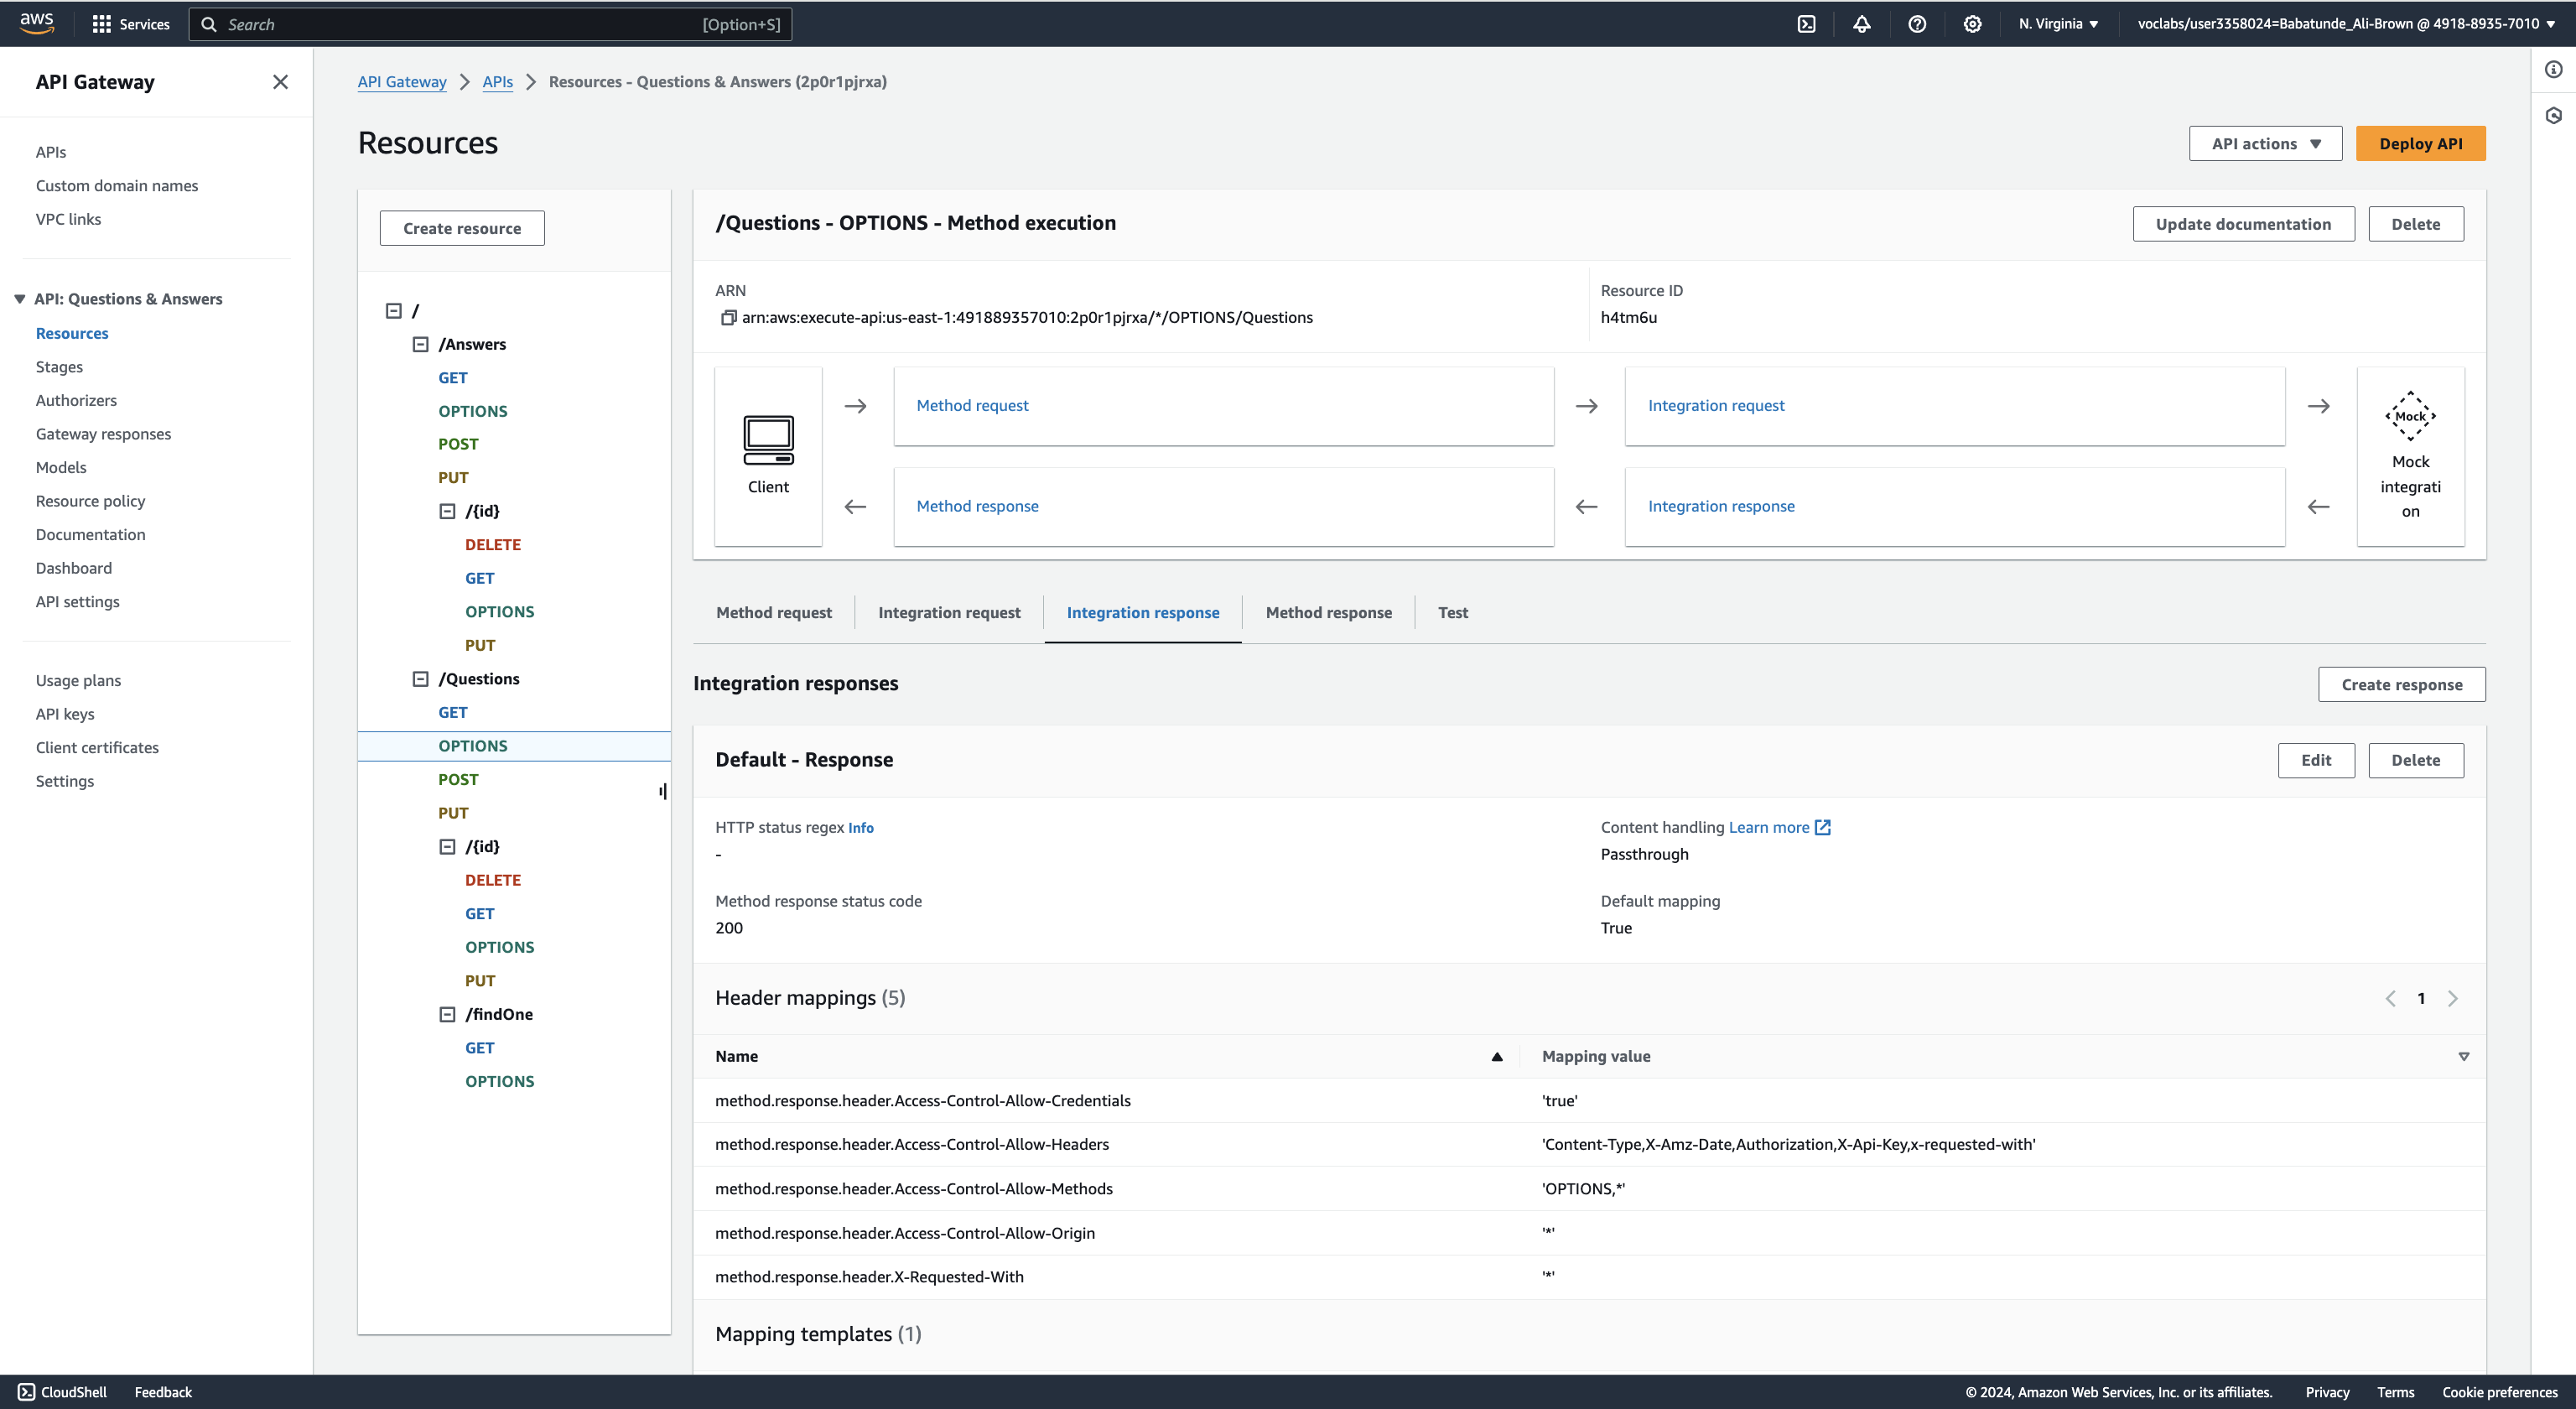 aws
Services
Search
[Option+S]
N. Virginia
voclabs/user3358024=Babatunde_Ali-Brown @ 4918-8935-7010
API Gateway
APIs
Custom domain names
VPC links
API: Questions & Answers
Resources
Stages
Authorizers
Gateway responses
Models
Resource policy
Documentation
Dashboard
API settings
Usage plans
API keys
Client certificates
Settings
API Gateway
APIs
Resources - Questions & Answers (2p0r1pjrxa)
Resources
API actions
Deploy API
Create resource
/
/Answers
GET
OPTIONS
POST
PUT
/{id}
DELETE
GET
OPTIONS
PUT
/Questions
GET
OPTIONS
POST
PUT
/{id}
DELETE
GET
OPTIONS
PUT
/findOne
GET
OPTIONS
/Questions - OPTIONS - Method execution
Update documentation
Delete
ARN
arn:aws:execute-api:us-east-1:491889357010:2p0r1pjrxa/*/OPTIONS/Questions
Resource ID
h4tm6u
Client
Method request
Integration request
Method response
Integration response
Mock
Mock
integrati
on
Method request
Integration request
Integration response
Method response
Test
Integration responses
Create response
Default - Response
Edit
Delete
HTTP status regex Info
-
Content handling Learn more
Passthrough
Method response status code
200
Default mapping
True
Header mappings (5)
1
Name
Mapping value
method.response.header.Access-Control-Allow-Credentials
'true'
method.response.header.Access-Control-Allow-Headers
'Content-Type,X-Amz-Date,Authorization,X-Api-Key,x-requested-with'
method.response.header.Access-Control-Allow-Methods
'OPTIONS,*'
method.response.header.Access-Control-Allow-Origin
'*'
method.response.header.X-Requested-With
'*'
Mapping templates (1)
CloudShell
Feedback
© 2024, Amazon Web Services, Inc. or its affiliates.
Privacy
Terms
Cookie preferences